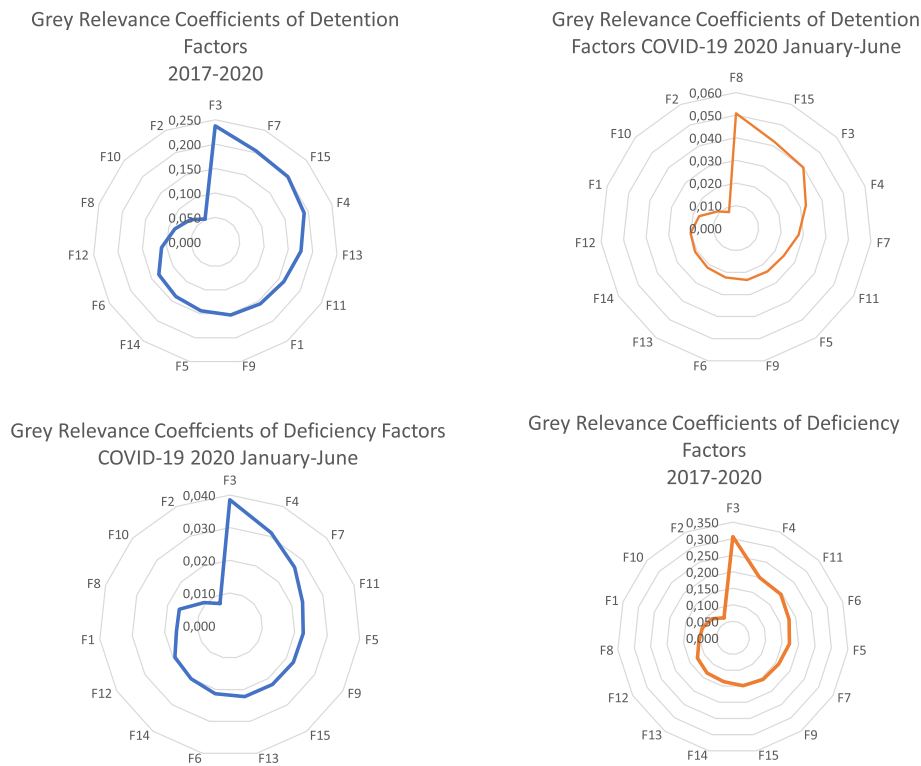 Grey Relevance Coefficients of Detention
Factors
2017-2020
F3
F7
F15
F4
F13
F11
F1
F9
F5
F14
F6
F12
F8
F10
F2
0,250
0,200
0,150
0,100
0,050
0,000
Grey Relevance Coefficients of Detention
Factors COVID-19 2020 January-June
F8
F15
F3
F4
F7
F11
F5
F9
F6
F13
F14
F12
F1
F10
F2
0,060
0,050
0,040
0,030
0,020
0,010
0,000
Grey Relevance Coeffcients of Deficiency Factors
COVID-19 2020 January-June
F3
F4
F7
F11
F5
F9
F15
F13
F6
F14
F12
F1
F8
F10
F2
0,040
0,030
0,020
0,010
0,000
Grey Relevance Coefficients of Deficiency
Factors
2017-2020
F3
F4
F11
F6
F5
F7
F9
F15
F14
F13
F12
F8
F1
F10
F2
0,350
0,300
0,250
0,200
0,150
0,100
0,050
0,000